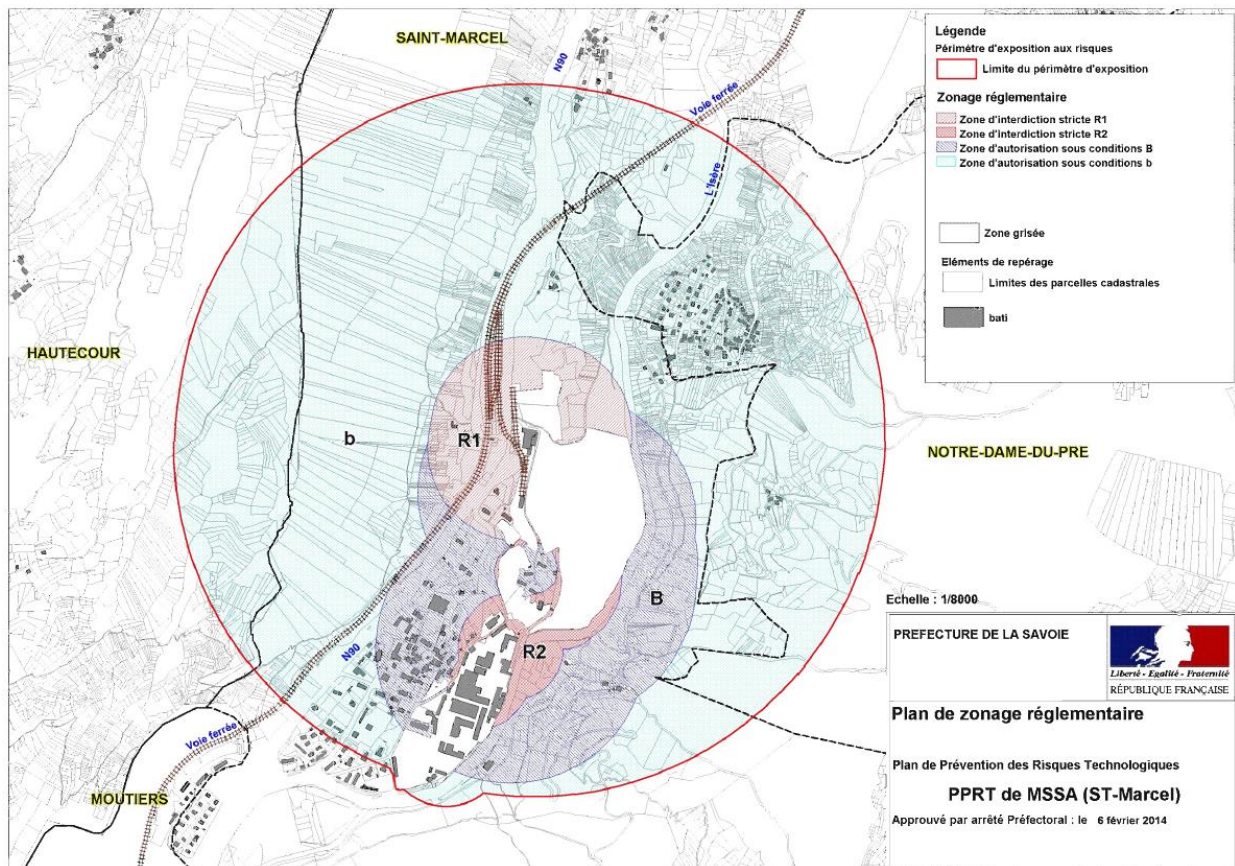 SAINT-MARCEL
N90
Voie ferrée
L'Isère
HAUTECOUR
b
R1
NOTRE-DAME-DU-PRE
B
R2
N90
Voie ferrée
MOUTIERS
Légende
Périmètre d'exposition aux risques
Limite du périmètre d'exposition
Zonage réglementaire
Zone d'interdiction stricte R1
Zone d'interdiction stricte R2
Zone d'autorisation sous conditions B
Zone d'autorisation sous conditions b
Zone grisée
Eléments de repérage
Limites des parcelles cadastrales
bati
Echelle : 1/8000
PREFECTURE DE LA SAVOIE
Liberté • Egalité • Fraternité
RÉPUBLIQUE FRANÇAISE
Plan de zonage réglementaire
Plan de Prévention des Risques Technologiques
PPRT de MSSA (ST-Marcel)
Approuvé par arrêté Préfectoral : le 6 février 2014